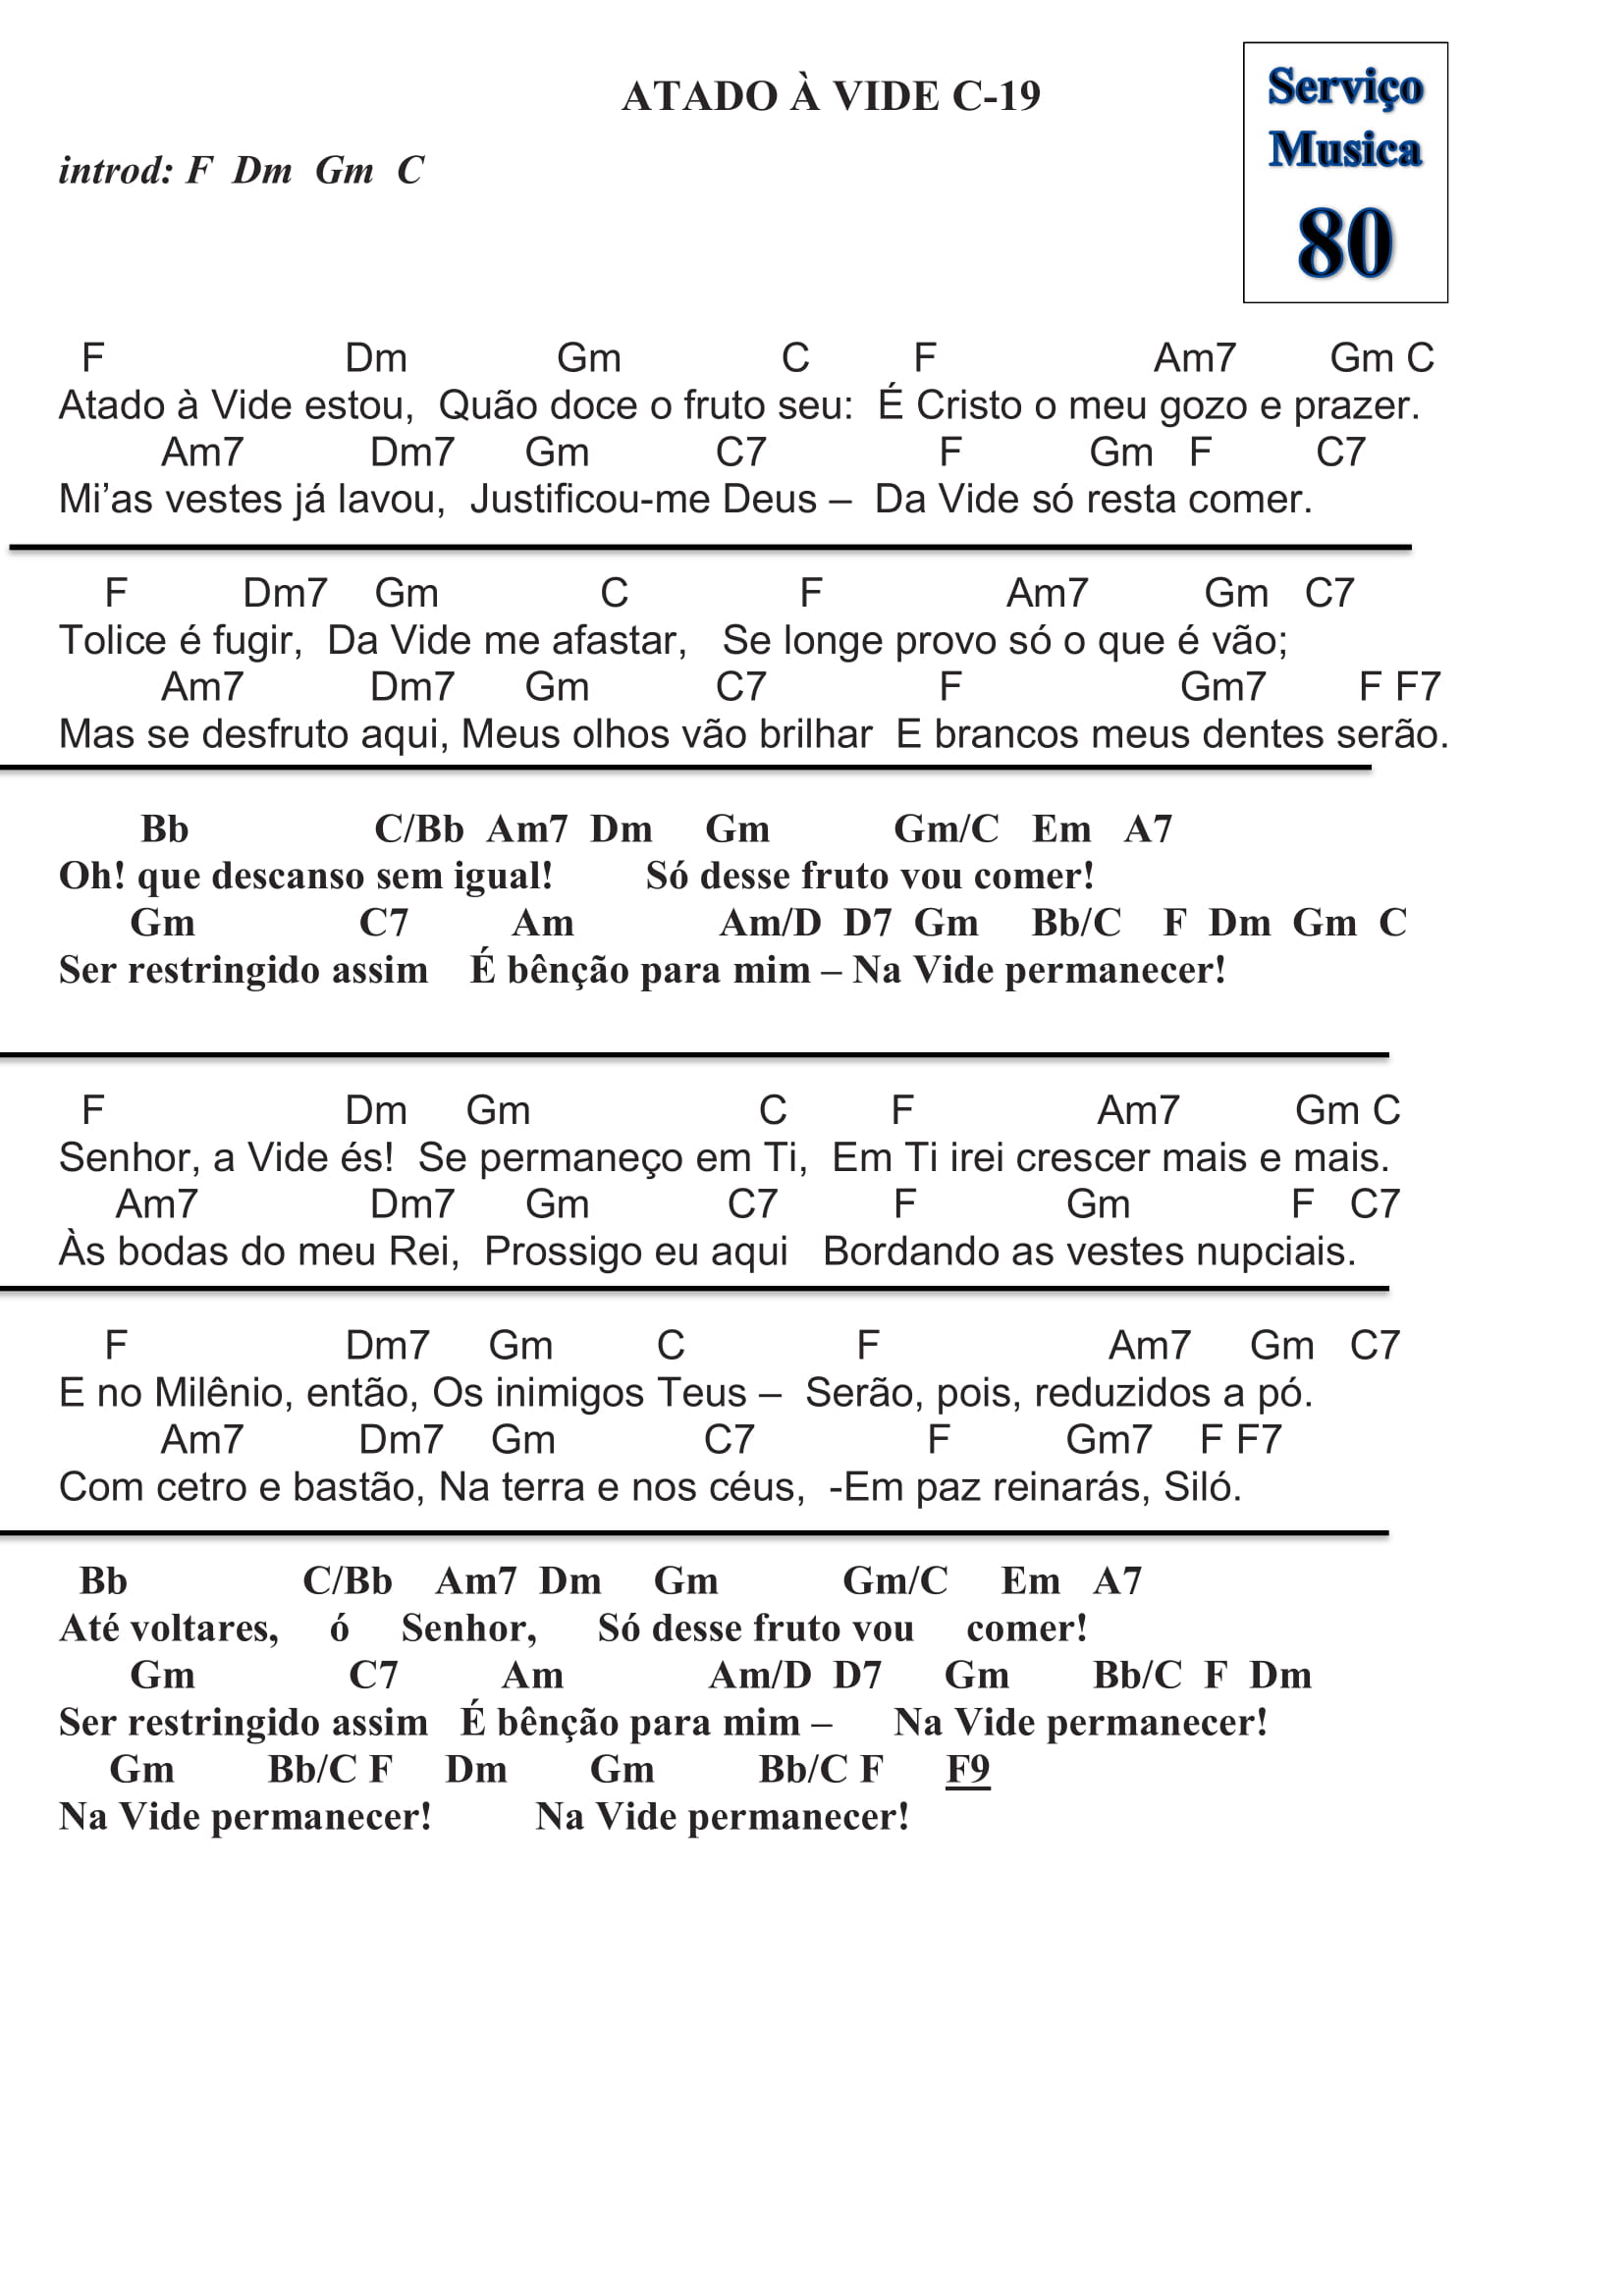 ATADO À VIDE C-19
Serviço
Musica
80
introd: F Dm Gm C
F Dm Gm C F Am7 Gm C
Atado à Vide estou, Quão doce o fruto seu: É Cristo o meu gozo e prazer.
Am7 Dm7 Gm C7 F Gm F C7
Mi’as vestes já lavou, Justificou-me Deus – Da Vide só resta comer.
F Dm7 Gm C F Am7 Gm C7
Tolice é fugir, Da Vide me afastar, Se longe provo só o que é vão;
Am7 Dm7 Gm C7 F Gm7 F F7
Mas se desfruto aqui, Meus olhos vão brilhar E brancos meus dentes serão.
Bb C/Bb Am7 Dm Gm Gm/C Em A7
Oh! que descanso sem igual! Só desse fruto vou comer!
Gm C7 Am Am/D D7 Gm Bb/C F Dm Gm C
Ser restringido assim É bênção para mim – Na Vide permanecer!
F Dm Gm C F Am7 Gm C
Senhor, a Vide és! Se permaneço em Ti, Em Ti irei crescer mais e mais.
Am7 Dm7 Gm C7 F Gm F C7
Às bodas do meu Rei, Prossigo eu aqui Bordando as vestes nupciais.
F Dm7 Gm C F Am7 Gm C7
E no Milênio, então, Os inimigos Teus – Serão, pois, reduzidos a pó.
Am7 Dm7 Gm C7 F Gm7 F F7
Com cetro e bastão, Na terra e nos céus, -Em paz reinarás, Siló.
Bb C/Bb Am7 Dm Gm Gm/C Em A7
Até voltares, ó Senhor, Só desse fruto vou comer!
Gm C7 Am Am/D D7 Gm Bb/C F Dm
Ser restringido assim É bênção para mim – Na Vide permanecer!
Gm Bb/C F Dm Gm Bb/C F F9
Na Vide permanecer! Na Vide permanecer!